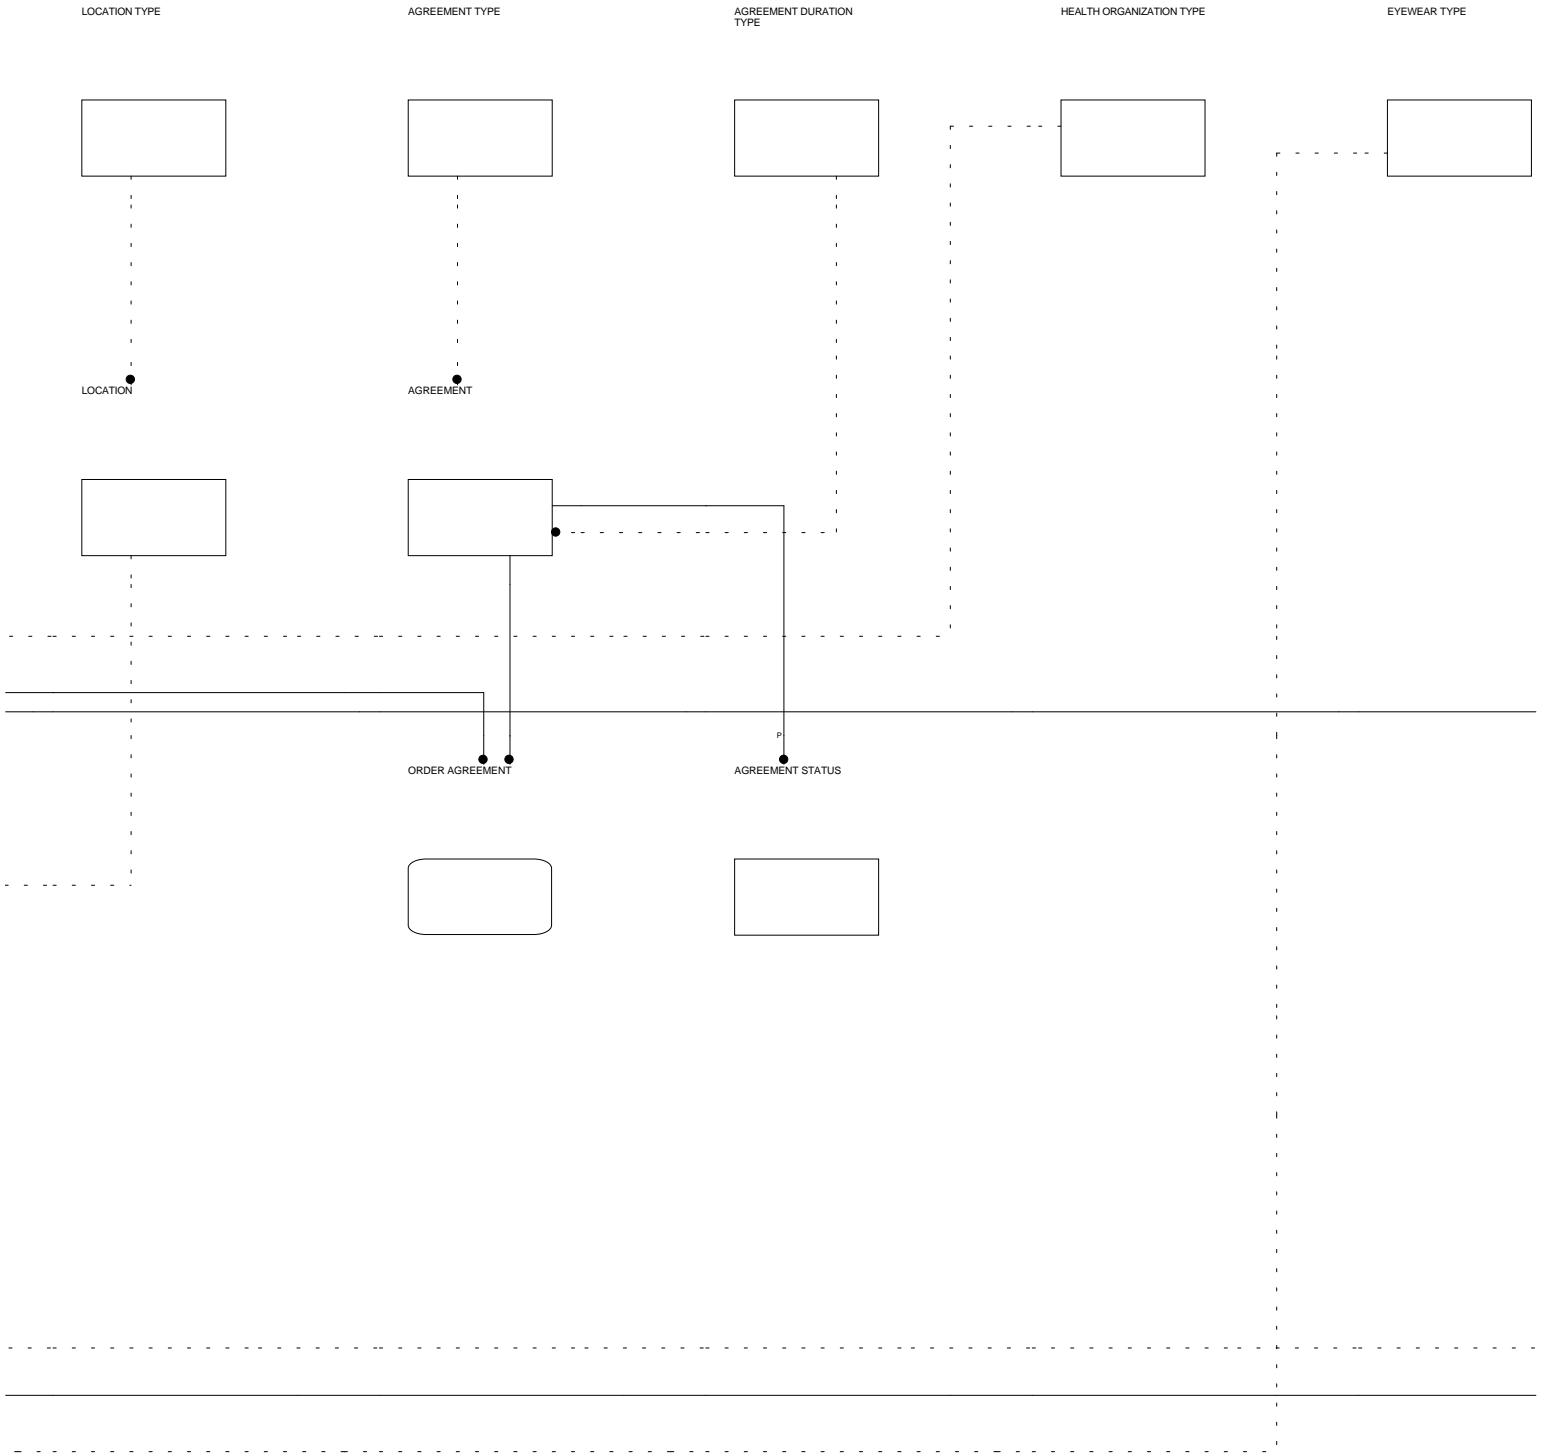 LOCATION TYPE
AGREEMENT TYPE
AGREEMENT DURATION
TYPE
HEALTH ORGANIZATION TYPE
EYEWEAR TYPE
LOCATION
AGREEMENT
P
ORDER AGREEMENT
AGREEMENT STATUS